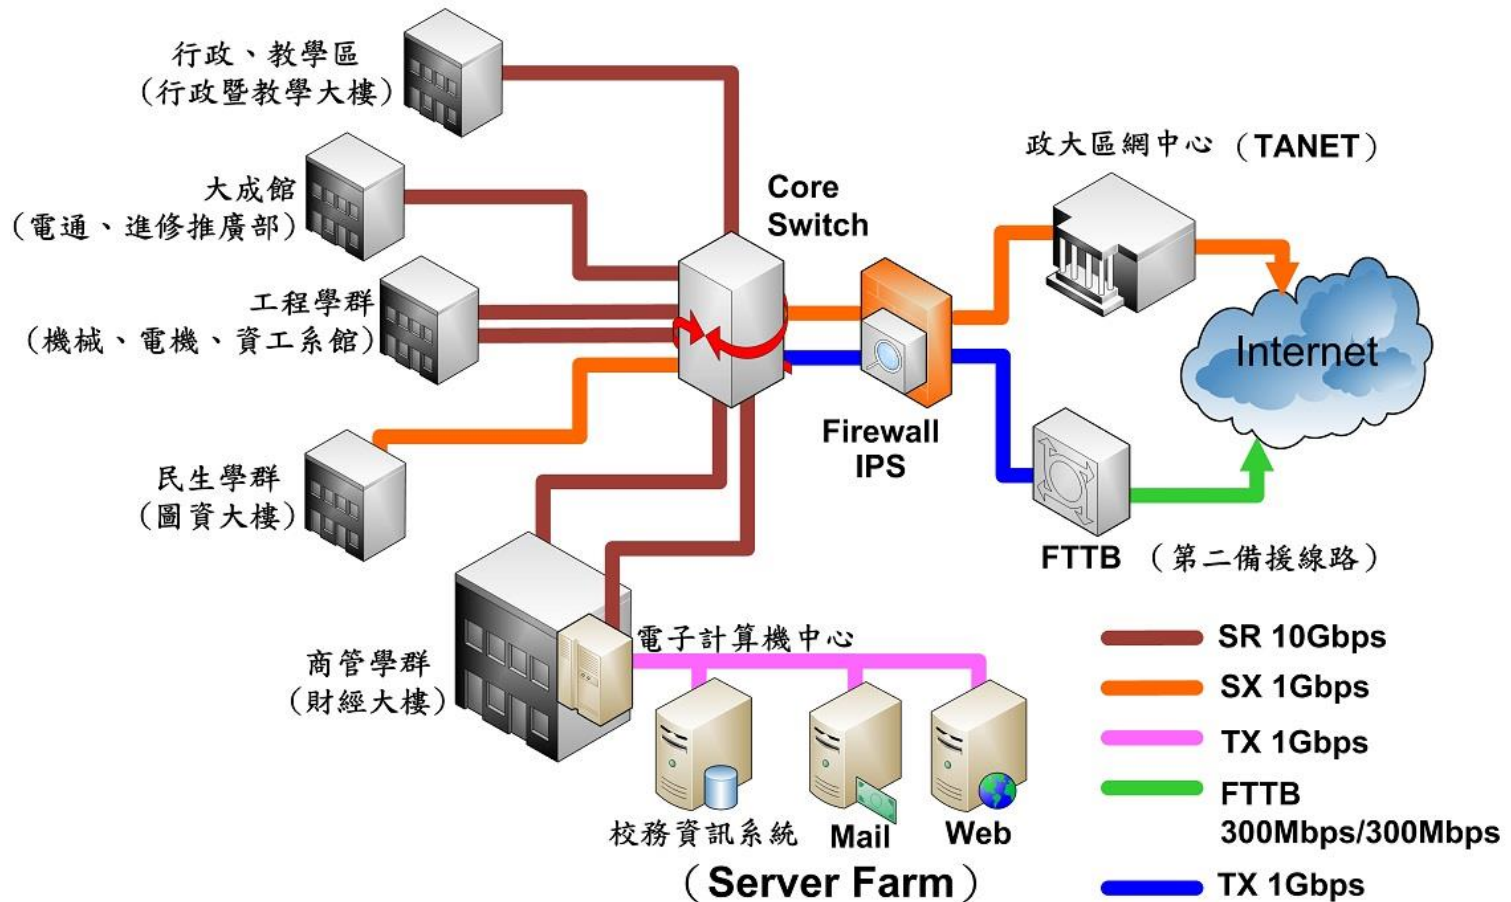 行政、教學區
（行政暨教學大樓）
大成館
（電通、進修推廣部）
工程學群
（機械、電機、資工系館）
民生學群
（圖資大樓）
商管學群
（財經大樓）
Core
Switch
Firewall
IPS
政大區網中心（TANET）
Internet
FTTB（第二備援線路）
電子計算機中心
校務資訊系統
Mail
Web
（Server Farm）
SR 10Gbps
SX 1Gbps
TX 1Gbps
FTTB
300Mbps/300Mbps
TX 1Gbps